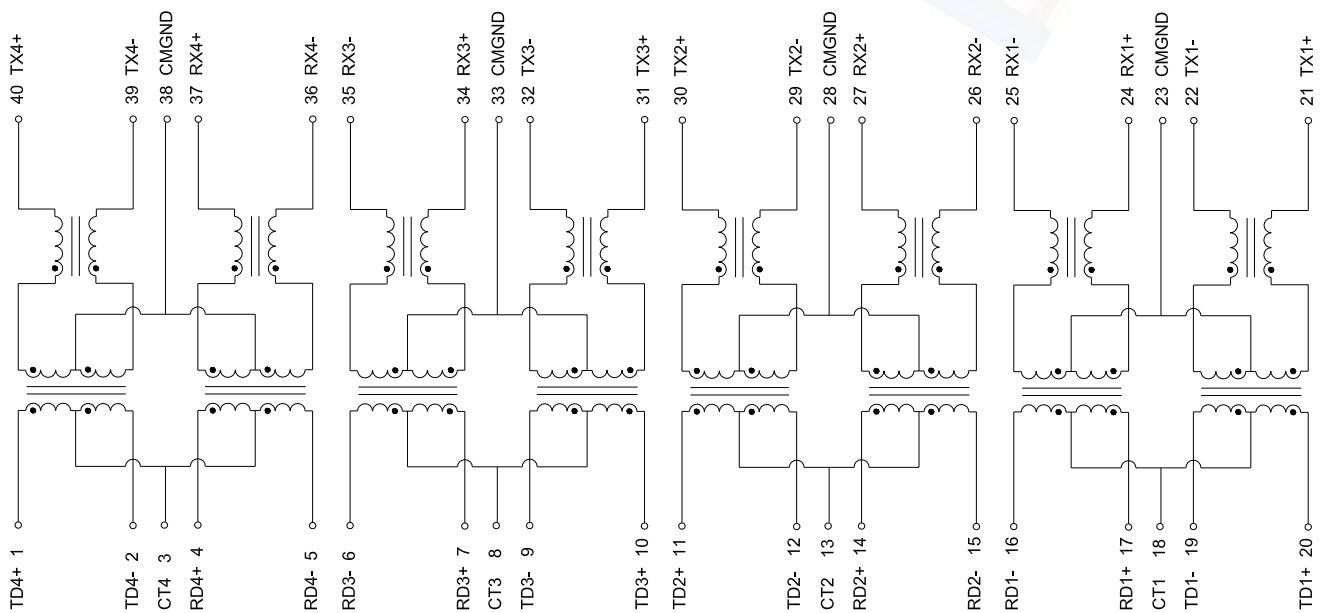 40 TX4+
39 TX4-
38 CMGND
37 RX4+
36 RX4-
35 RX3-
34 RX3+
33 CMGND
32 TX3-
31 TX3+
30 TX2+
29 TX2-
28 CMGND
27 RX2+
26 RX2-
25 RX1-
24 RX1+
23 CMGND
22 TX1-
21 TX1+
TD4+ 1
TD4- 2
CT4 3
RD4+ 4
RD4- 5
RD3- 6
RD3+ 7
CT3 8
TD3- 9
TD3+ 10
TD2+ 11
TD2- 12
CT2 13
RD2+ 14
RD2- 15
RD1- 16
RD1+ 17
CT1 18
TD1- 19
TD1+ 20